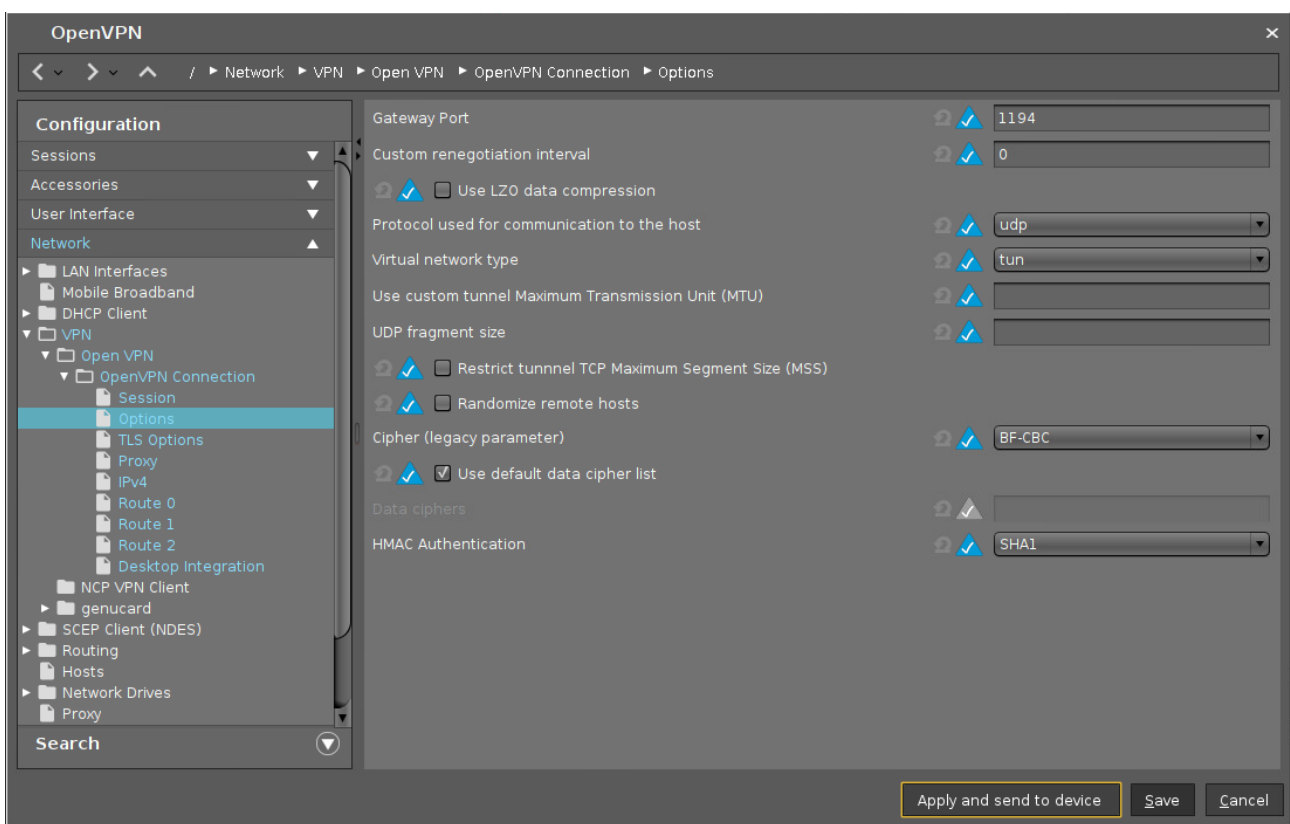 OpenVPN
/ Network VPN Open VPN OpenVPN Connection Options
Configuration
Sessions
Accessories
User Interface
Network
LAN Interfaces
Mobile Broadband
DHCP Client
VPN
Open VPN
OpenVPN Connection
Session
Options
TLS Options
Proxy
IPv4
Route 0
Route 1
Route 2
Desktop Integration
NCP VPN Client
genucard
SCEP Client (NDES)
Routing
Hosts
Network Drives
Proxy
Search
Gateway Port 1194
Custom renegotiation interval 0
Use LZO data compression
Protocol used for communication to the host udp
Virtual network type tun
Use custom tunnel Maximum Transmission Unit (MTU)
UDP fragment size
Restrict tunnnel TCP Maximum Segment Size (MSS)
Randomize remote hosts
Cipher (legacy parameter) BF-CBC
Use default data cipher list
Data ciphers
HMAC Authentication SHA1
Apply and send to device Save Cancel